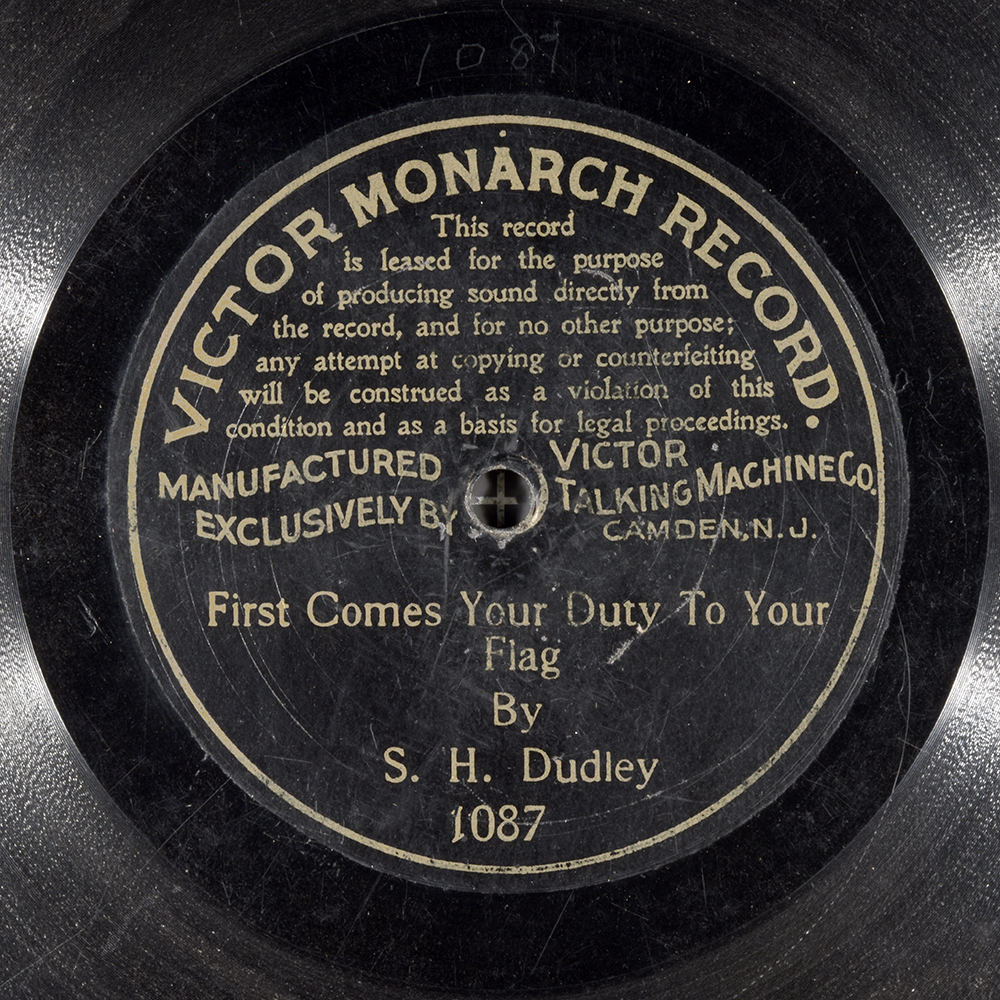 1087
VICTOR MONARCH RECORD.
This record
is leased for the purpose
of producing sound directly from
the record, and for no other purpose;
any attempt at copying or counterfeiting
will be construed as a violation of this
condition and as a basis for legal proceedings.
MANUFACTURED
EXCLUSIVELY BY
VICTOR
TALKING MACHINE CO.
CAMDEN, N.J.
First Comes Your Duty To Your
Flag
By
S. H. Dudley
1087